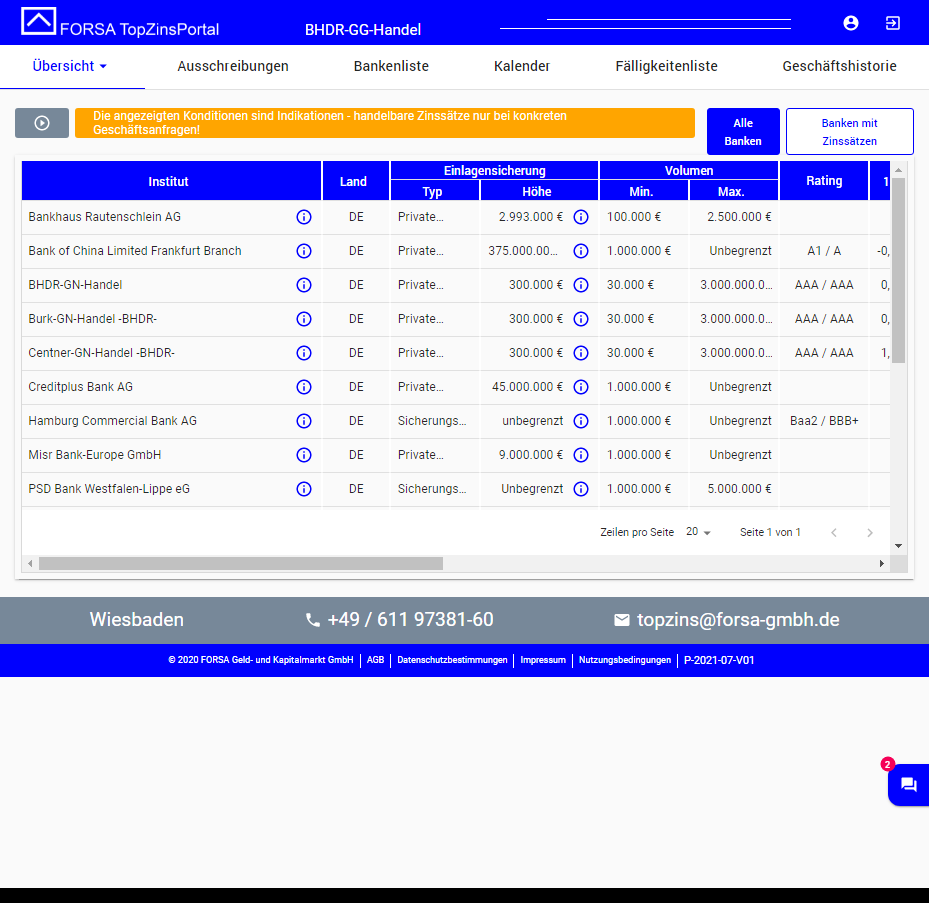 FORSA TopZinsPortal
BHDR-GG-Handel
Übersicht Ausschreibungen Bankenliste Kalender Fälligkeitenliste Geschäftshistorie
Die angezeigten Konditionen sind Indikationen - handelbare Zinssätze nur bei konkreten
Geschäftsanfragen!
Alle
Banken
Banken mit
Zinssätzen
Institut Land Einlagensicherung Volumen Rating 1
Typ Höhe Min. Max.
Bankhaus Rautenschlein AG DE Private... 2.993.000 € 100.000 € 2.500.000 €
Bank of China Limited Frankfurt Branch DE Private... 375.000.00... 1.000.000 € Unbegrenzt A1 / A -0,
BHDR-GN-Handel DE Private... 300.000 € 30.000 € 3.000.000.0... AAA / AAA 0,
Burk-GN-Handel -BHDR- DE Private... 300.000 € 30.000 € 3.000.000.0... AAA / AAA 0,
Centner-GN-Handel -BHDR- DE Private... 300.000 € 30.000 € 3.000.000.0... AAA / AAA 1,
Creditplus Bank AG DE Private... 45.000.000 € 1.000.000 € Unbegrenzt
Hamburg Commercial Bank AG DE Sicherungs... unbegrenzt 1.000.000 € Unbegrenzt Baa2 / BBB+
Misr Bank-Europe GmbH DE Private... 9.000.000 € 1.000.000 € Unbegrenzt
PSD Bank Westfalen-Lippe eG DE Sicherungs... Unbegrenzt 1.000.000 € 5.000.000 €
Zeilen pro Seite 20 Seite 1 von 1
Wiesbaden +49 / 611 97381-60 topzins@forsa-gmbh.de
© 2020 FORSA Geld- und Kapitalmarkt GmbH | AGB | Datenschutzbestimmungen | Impressum | Nutzungsbedingungen | P-2021-07-V01
2